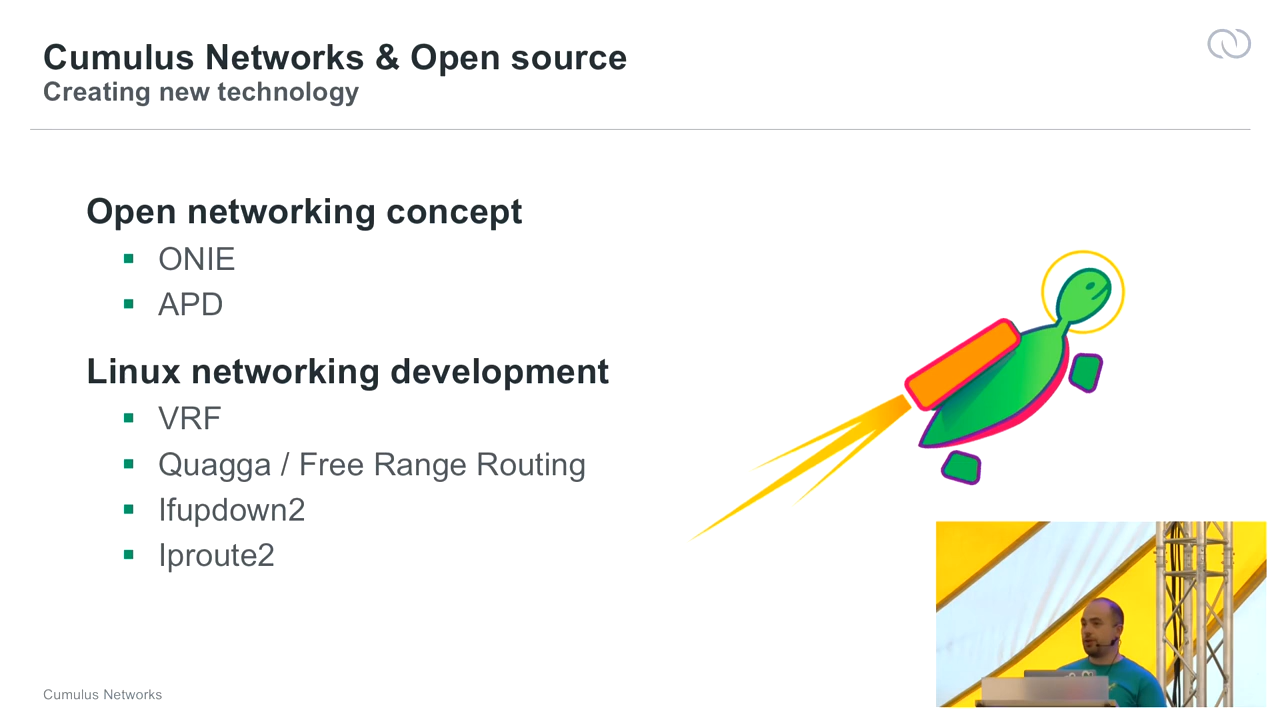 Cumulus Networks & Open source
Creating new technology
Open networking concept
ONIE
APD
Linux networking development
VRF
Quagga / Free Range Routing
Ifupdown2
Iproute2
Cumulus Networks